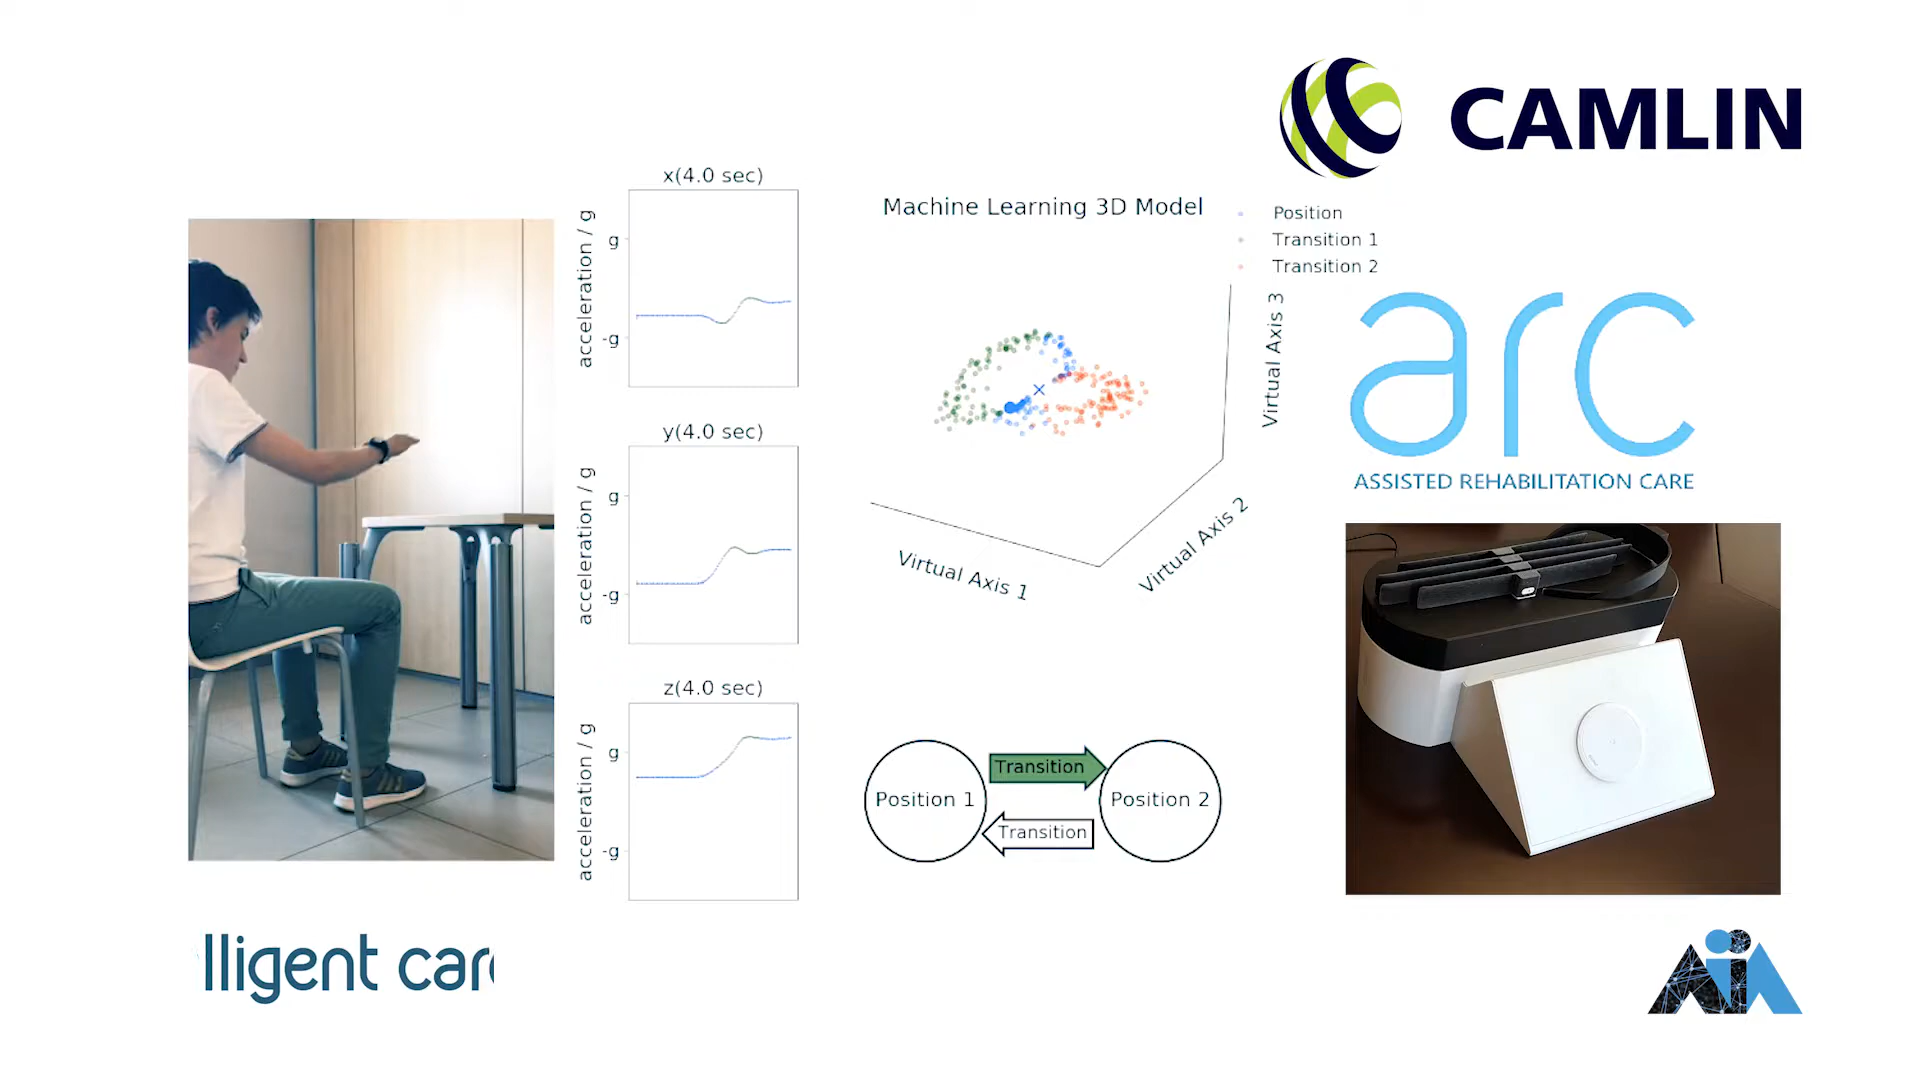 CAMLIN
x(4.0 sec)
acceleration / g
g
-g
Machine Learning 3D Model
Position
Transition 1
Transition 2
Virtual Axis 3
Virtual Axis 2
Virtual Axis 1
arc
ASSISTED REHABILITATION CARE
y(4.0 sec)
acceleration / g
g
-g
z(4.0 sec)
acceleration / g
g
-g
Position 1
Transition
Position 2
Transition
lligent car
AiA